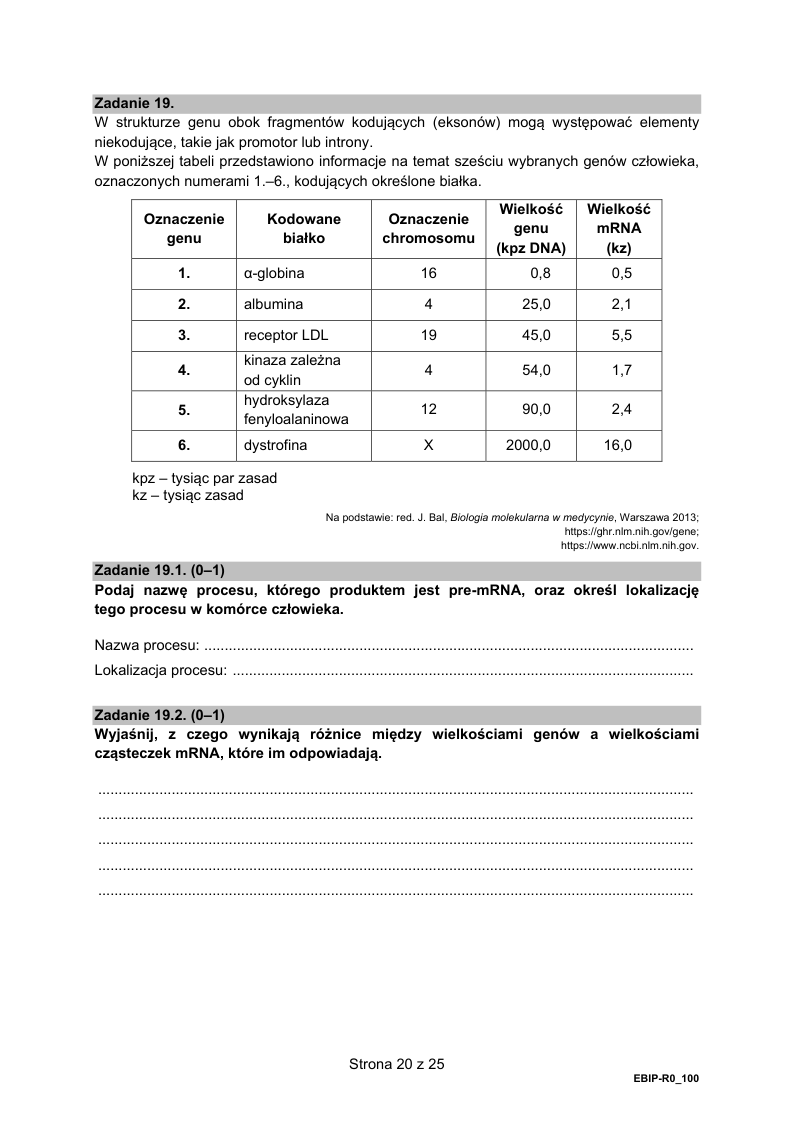 Zadanie 19.
W strukturze genu obok fragmentów kodujących (eksonów) mogą występować elementy
niekodujące, takie jak promotor lub introny.
W poniższej tabeli przedstawiono informacje na temat sześciu wybranych genów człowieka,
oznaczonych numerami 1.–6., kodujących określone białka.
Oznaczenie genu | Kodowane białko | Oznaczenie chromosomu | Wielkość genu (kpz DNA) | Wielkość mRNA (kz)
1. | α-globina | 16 | 0,8 | 0,5
2. | albumina | 4 | 25,0 | 2,1
3. | receptor LDL | 19 | 45,0 | 5,5
4. | kinaza zależna od cyklin | 4 | 54,0 | 1,7
5. | hydroksylaza fenyloalaninowa | 12 | 90,0 | 2,4
6. | dystrofina | X | 2000,0 | 16,0
kpz – tysiąc par zasad
kz – tysiąc zasad
Na podstawie: red. J. Bal, Biologia molekularna w medycynie, Warszawa 2013;
https://ghr.nlm.nih.gov/gene;
https://www.ncbi.nlm.nih.gov.
Zadanie 19.1. (0–1)
Podaj nazwę procesu, którego produktem jest pre-mRNA, oraz określ lokalizację
tego procesu w komórce człowieka.
Nazwa procesu: ........................................................................................................................
Lokalizacja procesu: .................................................................................................................
Zadanie 19.2. (0–1)
Wyjaśnij, z czego wynikają różnice między wielkościami genów a wielkościami
cząsteczek mRNA, które im odpowiadają.
..................................................................................................................................................
..................................................................................................................................................
..................................................................................................................................................
..................................................................................................................................................
..................................................................................................................................................
Strona 20 z 25
EBIP-R0_100